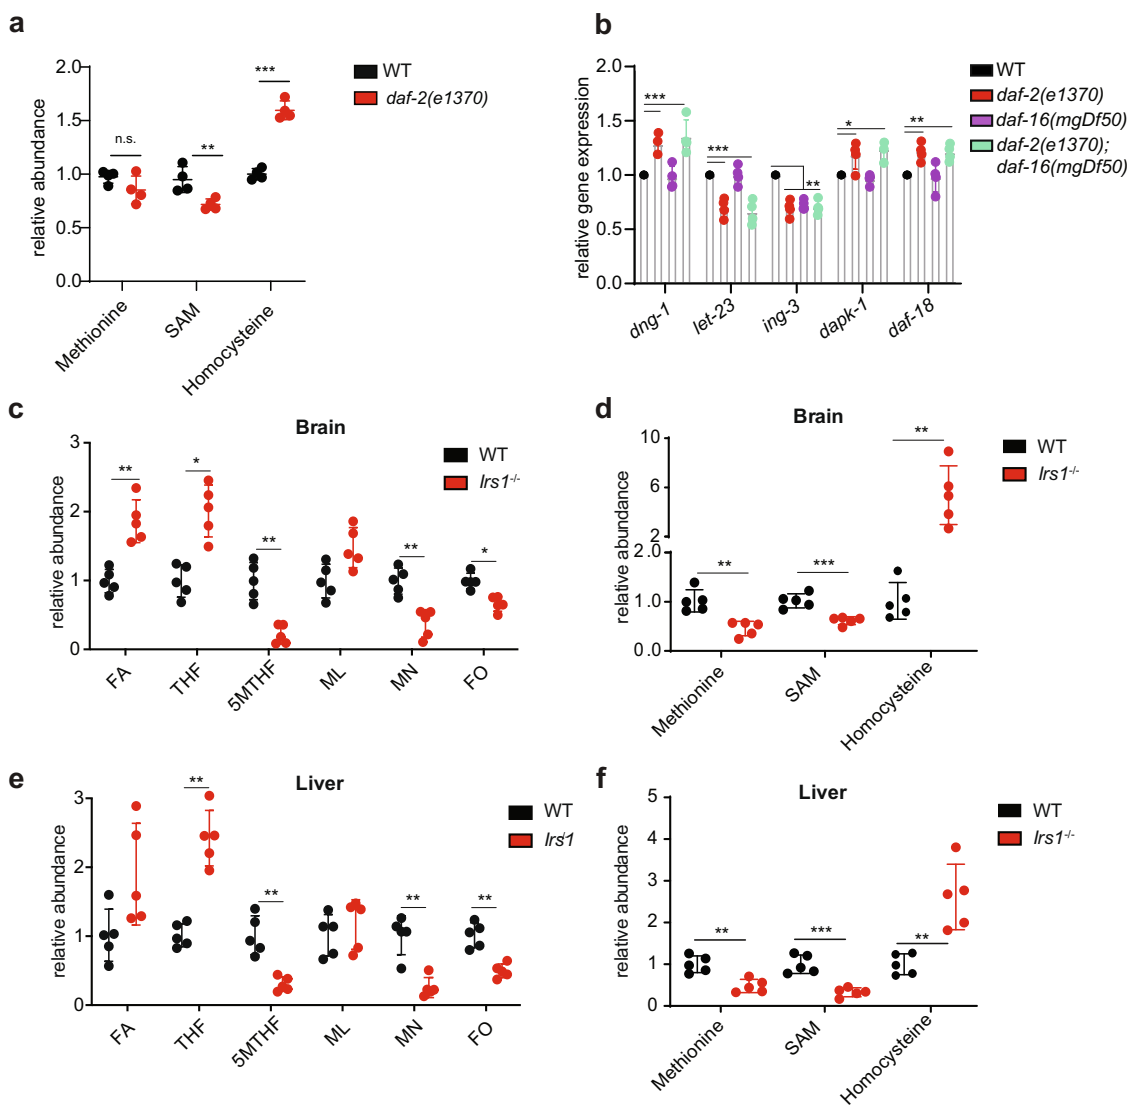 a
relative abundance
2.0
1.5
1.0
0.5
0.0
n.s.
**
***
Methionine
SAM
Homocysteine
WT
daf-2(e1370)
b
relative gene expression
2.0
1.5
1.0
0.5
0.0
***
***
**
*
**
dng-1
let-23
ing-3
dapk-1
daf-18
WT
daf-2(e1370)
daf-16(mgDf50)
daf-2(e1370);
daf-16(mgDf50)
c
Brain
relative abundance
3
2
1
0
**
*
**
**
*
FA
THF
5MTHF
ML
MN
FO
WT
Irs1-/-
d
Brain
relative abundance
10
6
2
2.0
1.0
0.0
**
***
**
Methionine
SAM
Homocysteine
WT
Irs1-/-
e
Liver
relative abundance
3
2
1
0
**
**
**
**
FA
THF
5MTHF
ML
MN
FO
WT
f
Liver
relative abundance
5
4
3
2
1
0
**
***
**
Methionine
SAM
Homocysteine
WT
Irs1-/-